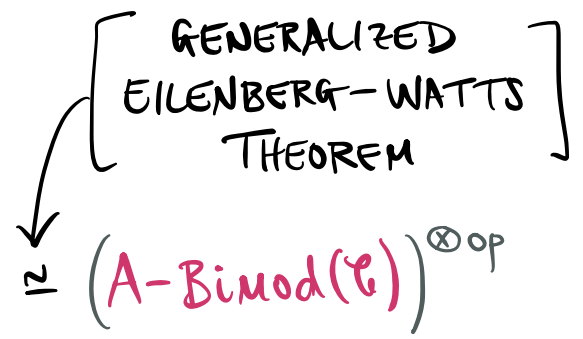 [GENERALIZED
EILENBERG-WATTS
THEOREM]
≅ (A-Bimod(𝒞))^{⊗op}